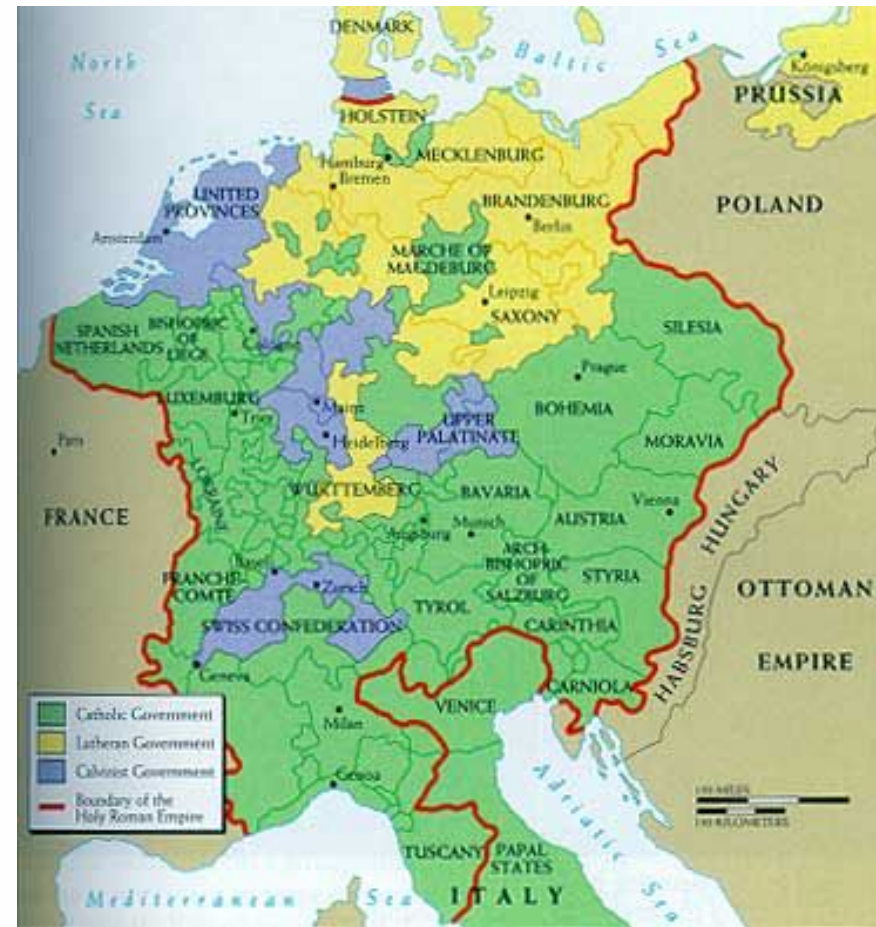 DENMARK
North
Sea
Baltic Sea
Königsberg
PRUSSIA
HOLSTEIN
MECKLENBURG
Hamburg
Bremen
UNITED
PROVINCES
BRANDENBURG
Berlin
POLAND
Amsterdam
MARCHE OF
MAGDEBURG
Leipzig
SAXONY
SPANISH
NETHERLANDS
BISHOPRIC
OF
LIEGE
Cologne
SILESIA
Prague
LUXEMBURG
Trier
Mainz
BOHEMIA
Paris
Heidelberg
UPPER
PALATINATE
MORAVIA
LORRAINE
WURTTEMBERG
BAVARIA
Vienna
FRANCE
Augsburg
Munich
AUSTRIA
HABSBURG HUNGARY
Basel
ARCH-
BISHOPRIC
OF
SALZBURG
STYRIA
OTTOMAN
EMPIRE
FRANCHE-
COMTE
Zurich
TYROL
SWISS CONFEDERATION
CARINTHIA
Geneva
CARNIOLA
VENICE
Milan
Genoa
Catholic Government
Lutheran Government
Calvinist Government
Boundary of the
Holy Roman Empire
Adriatic Sea
TUSCANY
PAPAL
STATES
ITALY
Mediterranean Sea